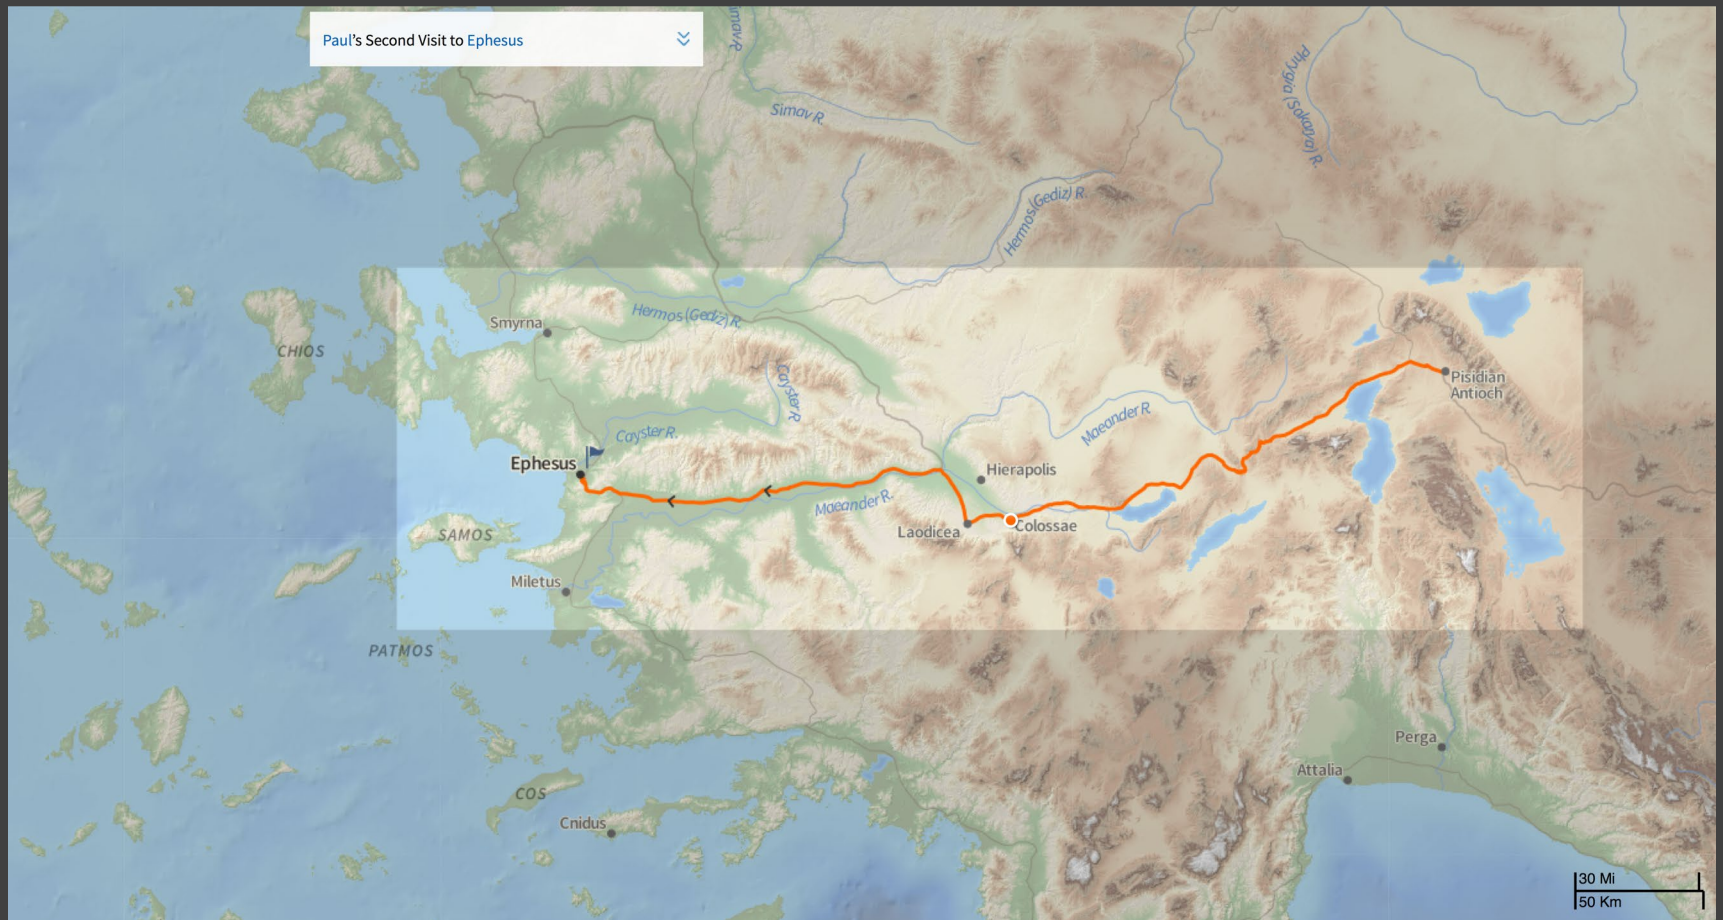 Paul's Second Visit to Ephesus
Simav R.
Simav R.
Phrygia (Sakarya) R.
Hermos (Gediz) R.
Smyrna
Hermos (Gediz) R.
CHIOS
Cayster R.
Pisidian
Antioch
Maeander R.
Cayster R.
Ephesus
Hierapolis
Maeander R.
Laodicea
Colossae
SAMOS
Miletus
PATMOS
Perga
Attalia
COS
Cnidus
30 Mi
50 Km